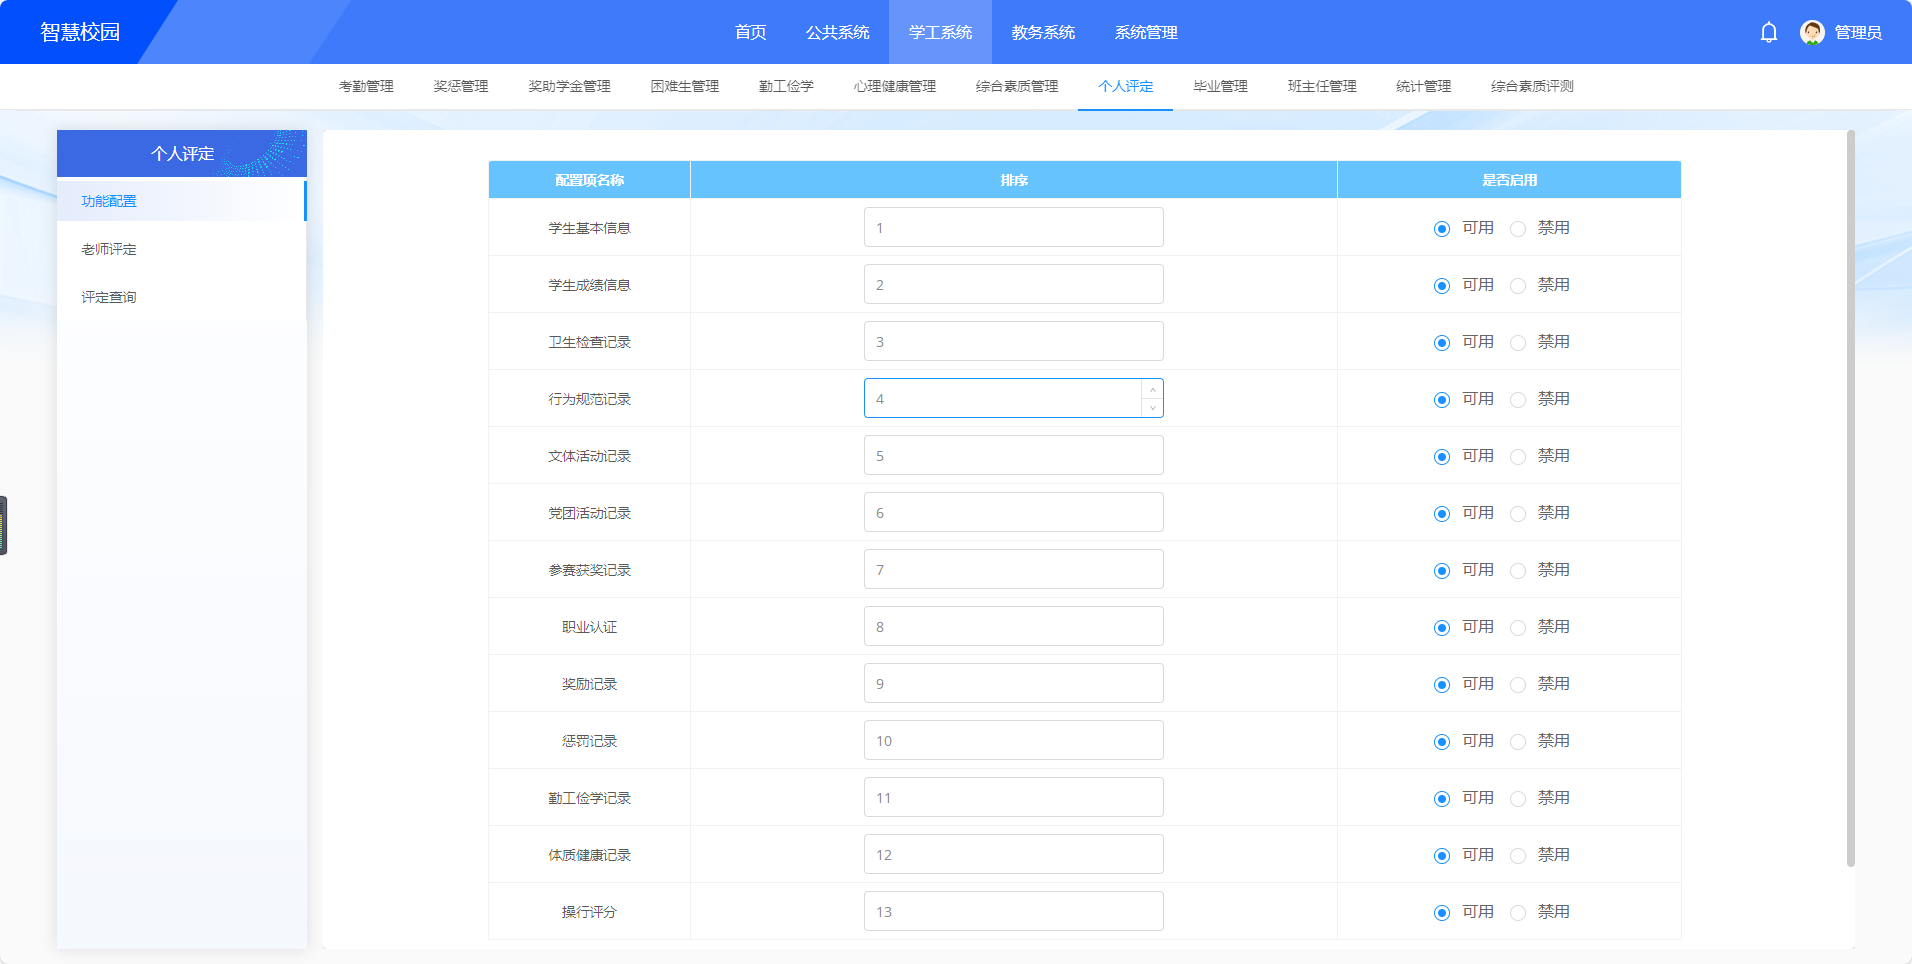 智慧校园
首页 公共系统 学工系统 教务系统 系统管理
管理员
考勤管理 奖惩管理 奖助学金管理 困难生管理 勤工俭学 心理健康管理 综合素质管理 个人评定 毕业管理 班主任管理 统计管理 综合素质评测
个人评定
功能配置
老师评定
评定查询
配置项名称 排序 是否启用
学生基本信息 1 可用 禁用
学生成绩信息 2 可用 禁用
卫生检查记录 3 可用 禁用
行为规范记录 4 可用 禁用
文体活动记录 5 可用 禁用
党团活动记录 6 可用 禁用
参赛获奖记录 7 可用 禁用
职业认证 8 可用 禁用
奖励记录 9 可用 禁用
惩罚记录 10 可用 禁用
勤工俭学记录 11 可用 禁用
体质健康记录 12 可用 禁用
操行评分 13 可用 禁用